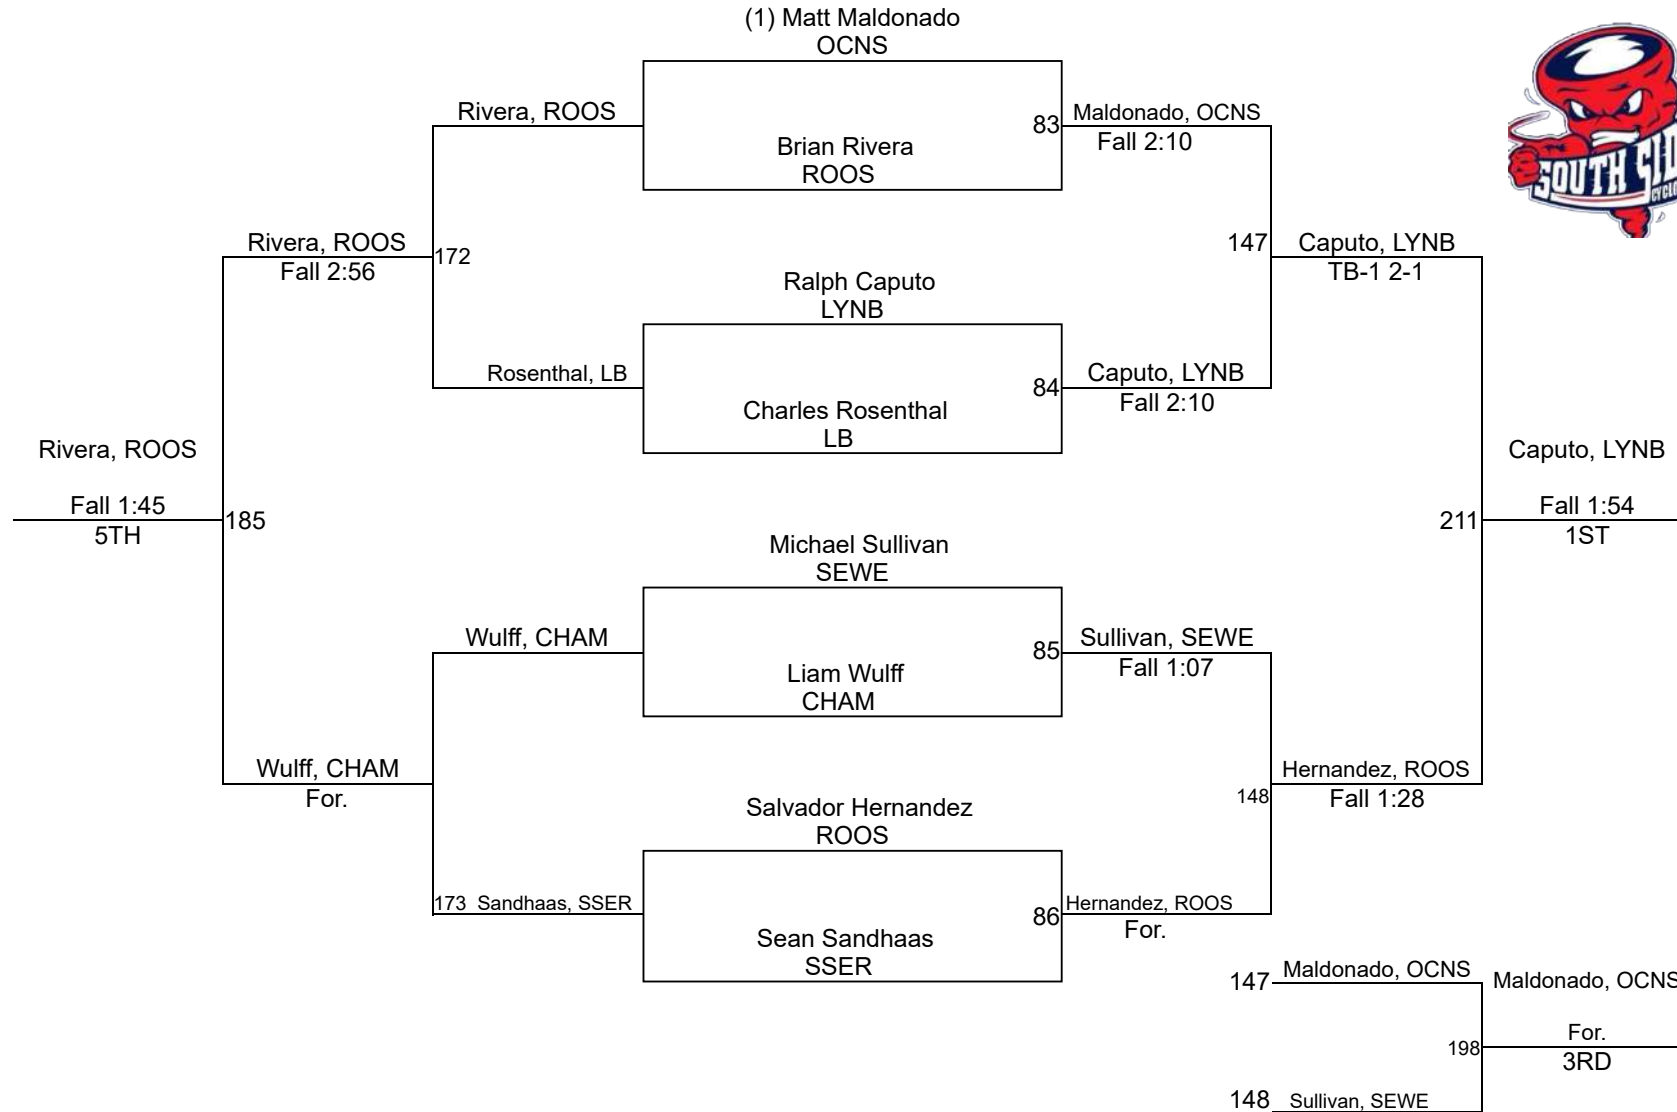 (1) Matt Maldonado
OCNS
Rivera, ROOS
83
Maldonado, OCNS
Fall 2:10
Brian Rivera
ROOS
SOUTH
Rivera, ROOS
Fall 2:56
172
147
Caputo, LYNB
TB-1 2-1
Ralph Caputo
LYNB
Rosenthal, LB
84
Caputo, LYNB
Fall 2:10
Charles Rosenthal
LB
Rivera, ROOS
Fall 1:45
5TH
185
Caputo, LYNB
211
Fall 1:54
1ST
Michael Sullivan
SEWE
Wulff, CHAM
85
Sullivan, SEWE
Fall 1:07
Liam Wulff
CHAM
Wulff, CHAM
For.
148
Hernandez, ROOS
Fall 1:28
Salvador Hernandez
ROOS
173 Sandhaas, SSER
86
Hernandez, ROOS
For.
Sean Sandhaas
SSER
147
Maldonado, OCNS
Maldonado, OCNS
198
For.
3RD
148
Sullivan, SEWE